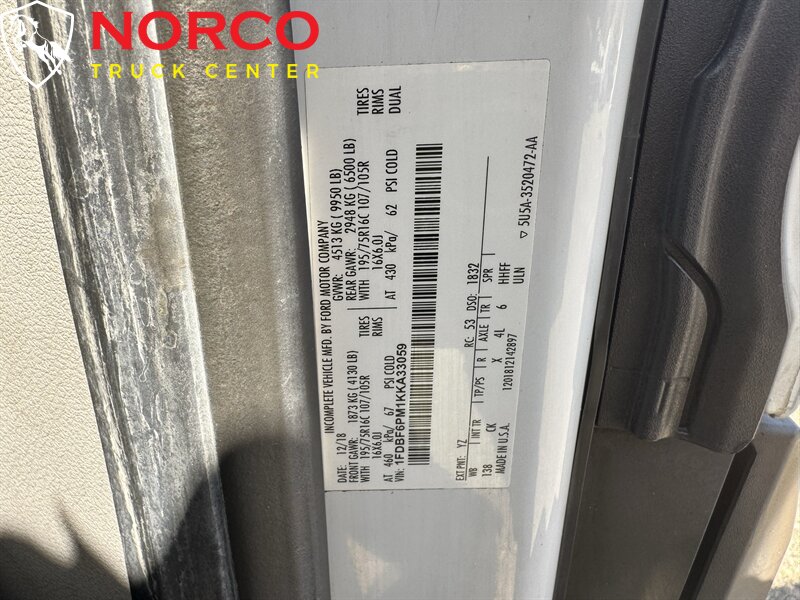 NORCO
TRUCK CENTER
INCOMPLETE VEHICLE MFD. BY FORD MOTOR COMPANY
12/18 GVWR: 4513 KG ( 9950 LB)
FRONT GAWR: 1873 KG ( 4130 LB) REAR GAWR: 2948 KG ( 6500 LB)
WITH 195/75R16C 107/105R TIRES WITH 195/75R16C 107/105R TIRES
16X6.0J RIMS 16X6.0J RIMS
AT 460 kPa/ 67 PSI COLD AT 430 kPa/ 62 PSI COLD DUAL
VIN: 1FDBF6PM1KKA33059
EXT PNT: YZ RC: 53 DSO: 1832
WB INT TR TP/PS R AXLE TR SPR
138 CK X 4L 6 HHFF
MADE IN U.S.A. 1201812142897 ULN
▽ 5U5A-3520472-AA